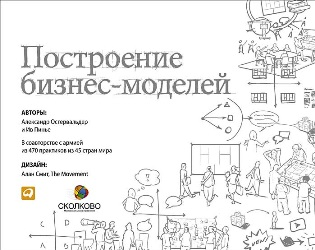 Построение
бизнес-моделей
АВТОРЫ:
Александр Остервальдер
и Ив Пинье
В соавторстве с армией
из 470 практиков из 45 стран мира
ДИЗАЙН:
Алан Смит, The Movement
СКОЛКОВО